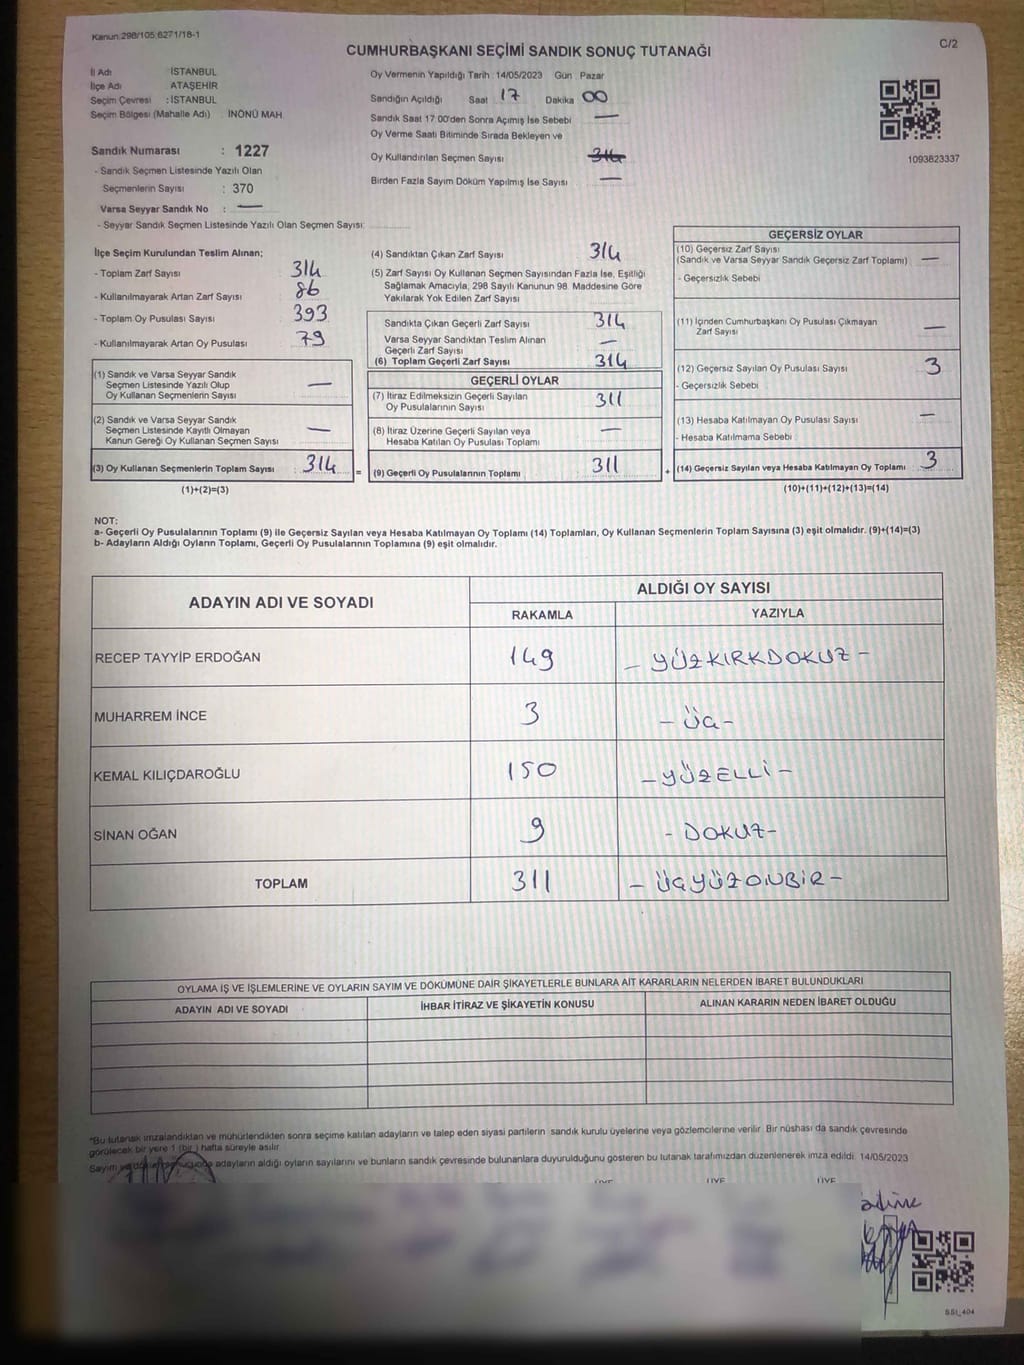 Kanun:298/105,6271/18-1
C/2
CUMHURBAŞKANI SEÇİMİ SANDIK SONUÇ TUTANAĞI
İl Adı : İSTANBUL
İlçe Adı : ATAŞEHİR
Seçim Çevresi : İSTANBUL
Seçim Bölgesi (Mahalle Adı) : İNÖNÜ MAH.
Sandık Numarası : 1227
- Sandık Seçmen Listesinde Yazılı Olan
Seçmenlerin Sayısı : 370
Varsa Seyyar Sandık No : —
- Seyyar Sandık Seçmen Listesinde Yazılı Olan Seçmen Sayısı:
Oy Vermenin Yapıldığı Tarih :14/05/2023 Gün Pazar
Sandığın Açıldığı Saat 17 Dakika 00
Sandık Saat 17:00'den Sonra Açımış İse Sebebi —
Oy Verme Saati Bitiminde Sırada Bekleyen ve
Oy Kullandırılan Seçmen Sayısı 314
Birden Fazla Sayım Döküm Yapılmış İse Sayısı —
1093823337
İlçe Seçim Kurulundan Teslim Alınan;
- Toplam Zarf Sayısı 314
- Kullanılmayarak Artan Zarf Sayısı 86
- Toplam Oy Pusulası Sayısı 393
- Kullanılmayarak Artan Oy Pusulası 79
(1) Sandık ve Varsa Seyyar Sandık
Seçmen Listesinde Yazılı Olup
Oy Kullanan Seçmenlerin Sayısı —
(2) Sandık ve Varsa Seyyar Sandık
Seçmen Listesinde Kayıtlı Olmayan
Kanun Gereği Oy Kullanan Seçmen Sayısı —
(3) Oy Kullanan Seçmenlerin Toplam Sayısı 314 =
(1)+(2)=(3)
(4) Sandıktan Çıkan Zarf Sayısı 314
(5) Zarf Sayısı Oy Kullanan Seçmen Sayısından Fazla İse, Eşitliği
Sağlamak Amacıyla, 298 Sayılı Kanunun 98. Maddesine Göre
Yakılarak Yok Edilen Zarf Sayısı
Sandıkta Çıkan Geçerli Zarf Sayısı 314
Varsa Seyyar Sandıktan Teslim Alınan
Geçerli Zarf Sayısı —
(6) Toplam Geçerli Zarf Sayısı 314
GEÇERLİ OYLAR
(7) İtiraz Edilmeksizin Geçerli Sayılan
Oy Pusulalarının Sayısı 311
(8) İtiraz Üzerine Geçerli Sayılan veya
Hesaba Katılan Oy Pusulası Toplamı —
(9) Geçerli Oy Pusulalarının Toplamı 311 +
GEÇERSİZ OYLAR
(10) Geçersiz Zarf Sayısı
(Sandık ve Varsa Seyyar Sandık Geçersiz Zarf Toplamı) —
- Geçersizlik Sebebi
(11) İçinden Cumhurbaşkanı Oy Pusulası Çıkmayan
Zarf Sayısı —
(12) Geçersiz Sayılan Oy Pusulası Sayısı 3
- Geçersizlik Sebebi
(13) Hesaba Katılmayan Oy Pusulası Sayısı —
- Hesaba Katılmama Sebebi
(14) Geçersiz Sayılan veya Hesaba Katılmayan Oy Toplamı 3
(10)+(11)+(12)+(13)=(14)
NOT:
a- Geçerli Oy Pusulalarının Toplamı (9) ile Geçersiz Sayılan veya Hesaba Katılmayan Oy Toplamı (14) Toplamları, Oy Kullanan Seçmenlerin Toplam Sayısına (3) eşit olmalıdır. (9)+(14)=(3)
b- Adayların Aldığı Oyların Toplamı, Geçerli Oy Pusulalarının Toplamına (9) eşit olmalıdır.
ADAYIN ADI VE SOYADI
ALDIĞI OY SAYISI
RAKAMLA YAZIYLA
RECEP TAYYİP ERDOĞAN 149 - YÜZKIRKDOKUZ -
MUHARREM İNCE 3 - ÜÇ -
KEMAL KILIÇDAROĞLU 150 - YÜZELLİ -
SİNAN OĞAN 9 - DOKUZ -
TOPLAM 311 - ÜÇYÜZONBİR -
OYLAMA İŞ VE İŞLEMLERİNE VE OYLARIN SAYIM VE DÖKÜMÜNE DAİR ŞİKAYETLERLE BUNLARA AİT KARARLARIN NELERDEN İBARET BULUNDUKLARI
ADAYIN ADI VE SOYADI İHBAR İTİRAZ VE ŞİKAYETİN KONUSU ALINAN KARARIN NEDEN İBARET OLDUĞU
"Bu tutanak imzalandıktan ve mühürlendikten sonra seçime katılan adayların ve talep eden siyasi partilerin sandık kurulu üyelerine veya gözlemcilerine verilir. Bir nüshası da sandık çevresinde
görülecek bir yere 1 (bir) hafta süreyle asılır.
adayların aldığı oyların sayılarını ve bunların sandık çevresinde bulunanlara duyurulduğunu gösteren bu tutanak tarafımızdan düzenlenerek imza edildi. 14/05/2023
ÜYE ÜYE ÜYE
SSL_404